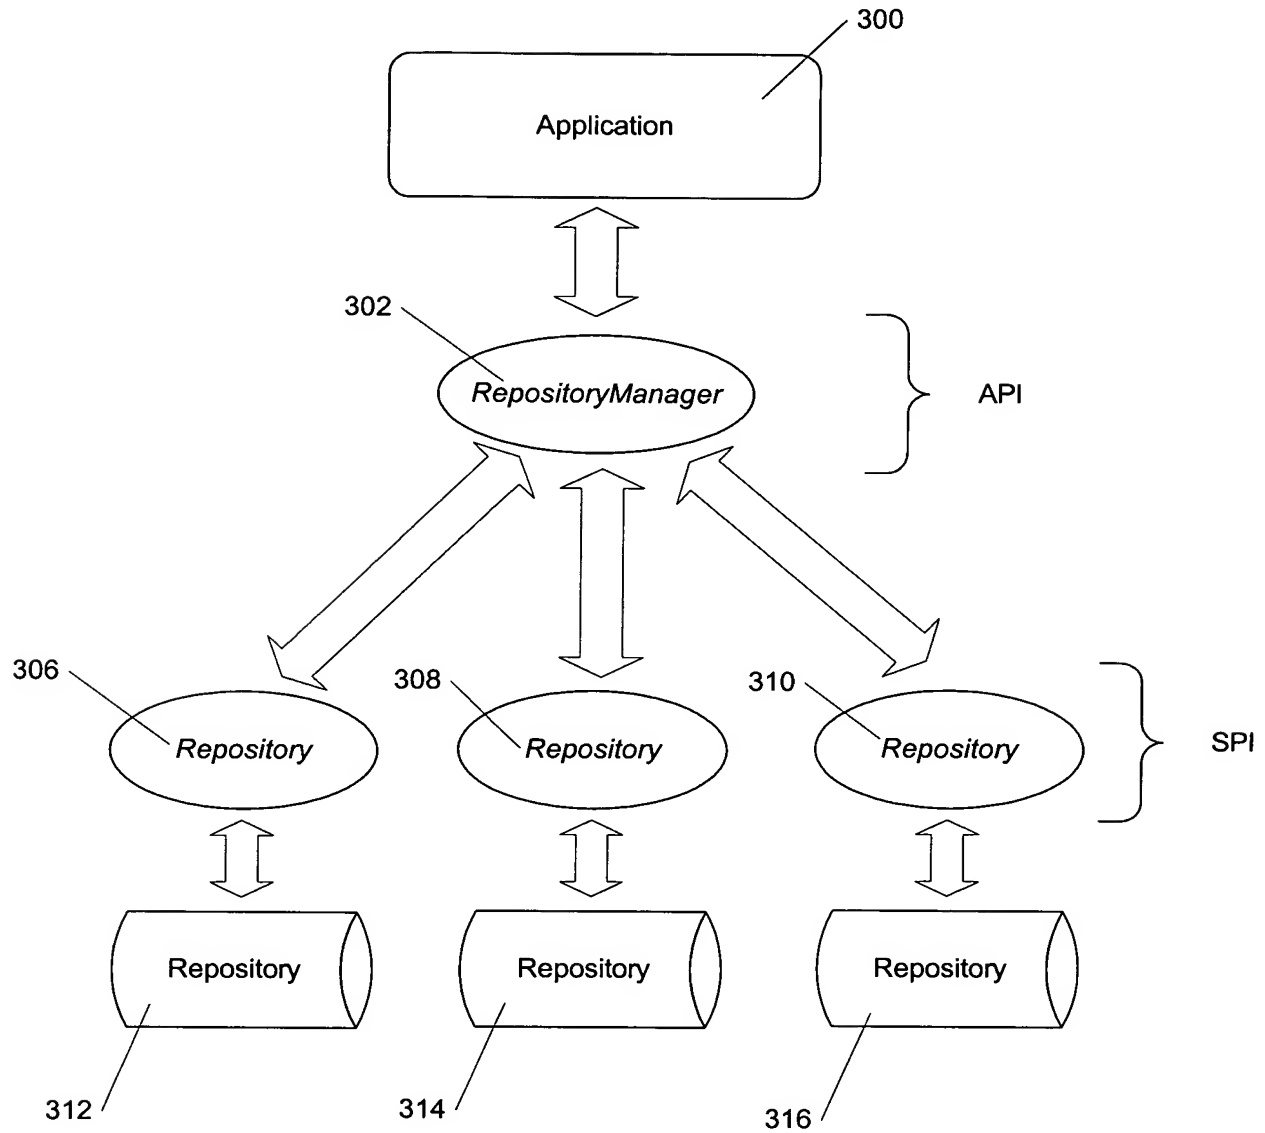 300
Application
302
RepositoryManager
API
306
308
310
Repository
Repository
Repository
SPI
Repository
Repository
Repository
312
314
316